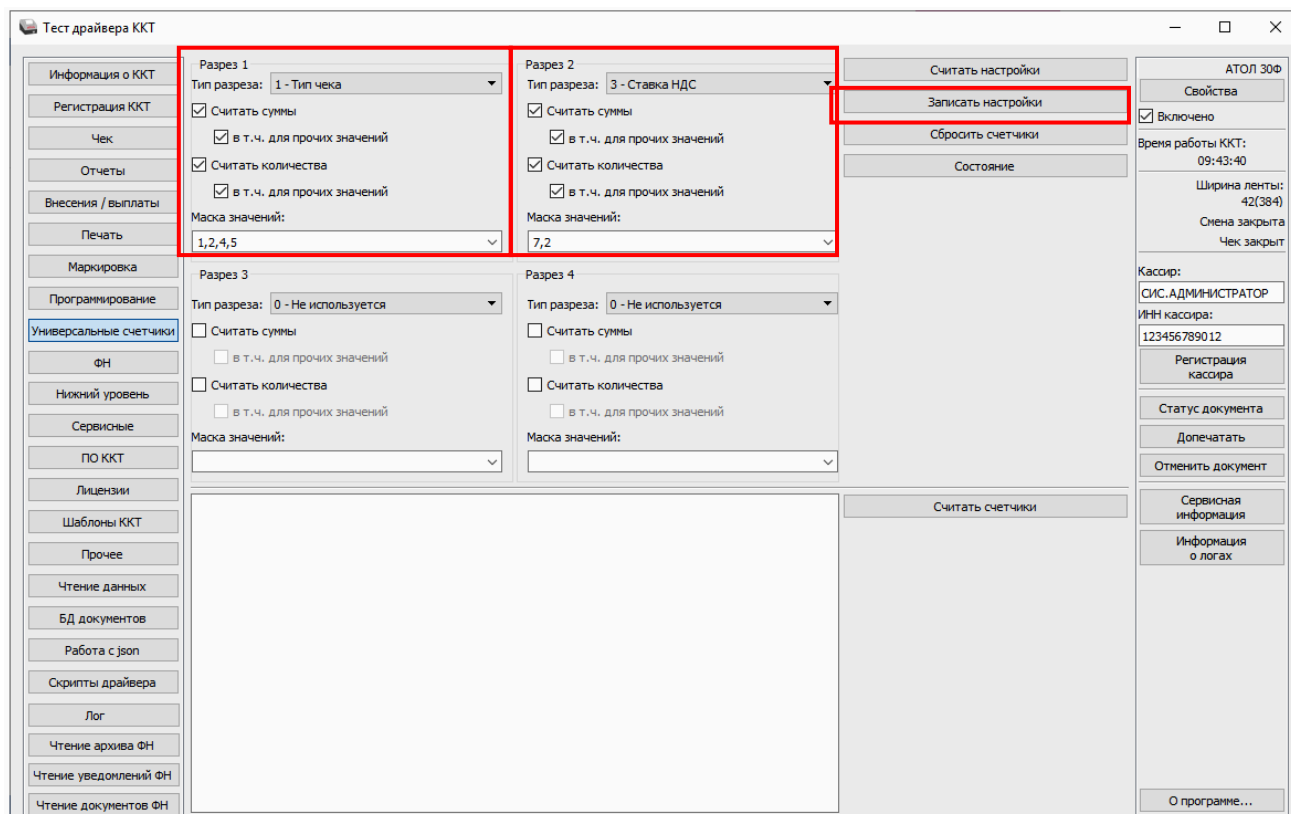 Тест драйвера ККТ
Информация о ККТ
Регистрация ККТ
Чек
Отчеты
Внесения / выплаты
Печать
Маркировка
Программирование
Универсальные счетчики
ФН
Нижний уровень
Сервисные
ПО ККТ
Лицензии
Шаблоны ККТ
Прочее
Чтение данных
БД документов
Работа с json
Скрипты драйвера
Лог
Чтение архива ФН
Чтение уведомлений ФН
Чтение документов ФН
Разрез 1
Тип разреза: 1 - Тип чека
Считать суммы
в т.ч. для прочих значений
Считать количества
в т.ч. для прочих значений
Маска значений:
1,2,4,5
Разрез 2
Тип разреза: 3 - Ставка НДС
Считать суммы
в т.ч. для прочих значений
Считать количества
в т.ч. для прочих значений
Маска значений:
7,2
Разрез 3
Тип разреза: 0 - Не используется
Считать суммы
в т.ч. для прочих значений
Считать количества
в т.ч. для прочих значений
Маска значений:
Разрез 4
Тип разреза: 0 - Не используется
Считать суммы
в т.ч. для прочих значений
Считать количества
в т.ч. для прочих значений
Маска значений:
Считать настройки
Записать настройки
Сбросить счетчики
Состояние
Считать счетчики
АТОЛ 30Ф
Свойства
Включено
Время работы ККТ:
09:43:40
Ширина ленты:
42(384)
Смена закрыта
Чек закрыт
Кассир:
СИС.АДМИНИСТРАТОР
ИНН кассира:
123456789012
Регистрация
кассира
Статус документа
Допечатать
Отменить документ
Сервисная
информация
Информация
о логах
О программе...